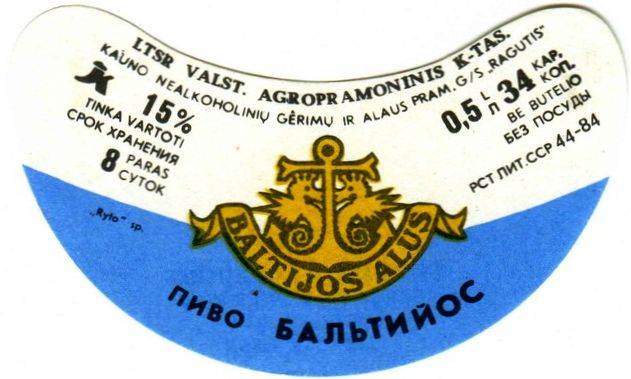 LTSR VALST. AGROPRAMONINIS K-TAS.
KAUNO NEALKOHOLINIŲ GĖRIMŲ IR ALAUS PRAM. G/S „RAGUTIS"
15%
TINKA VARTOTI
СРОК ХРАНЕНИЯ
8 PARAS
СУТОК
0,5 L/Л 34 KAP.
КОП.
BE BUTELIO
БЕЗ ПОСУДЫ
РСТ ЛИТ.ССР 44-84
„Ryto" sp.
BALTIJOS ALUS
ПИВО БАЛЬТИЙОС